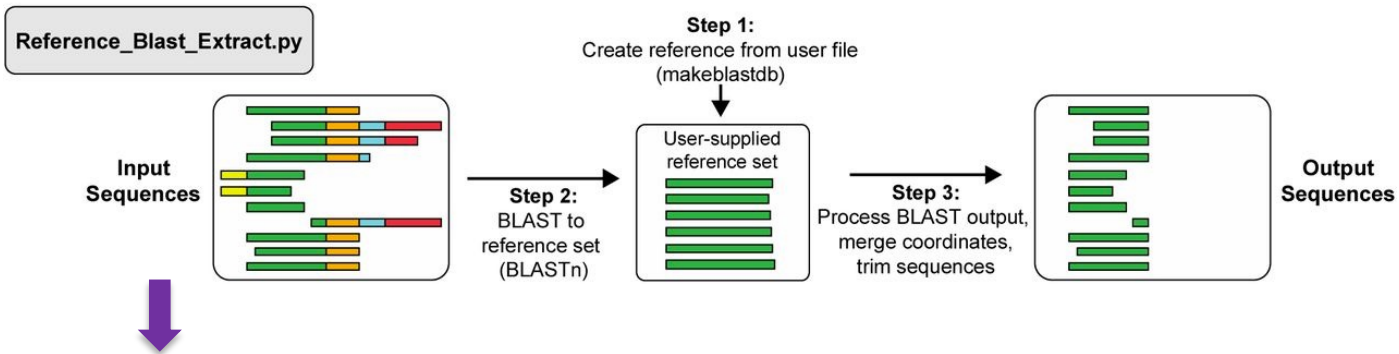 Reference_Blast_Extract.py
Step 1:
Create reference from user file
(makeblastdb)
Input
Sequences
Step 2:
BLAST to
reference set
(BLASTn)
User-supplied
reference set
Step 3:
Process BLAST output,
merge coordinates,
trim sequences
Output
Sequences